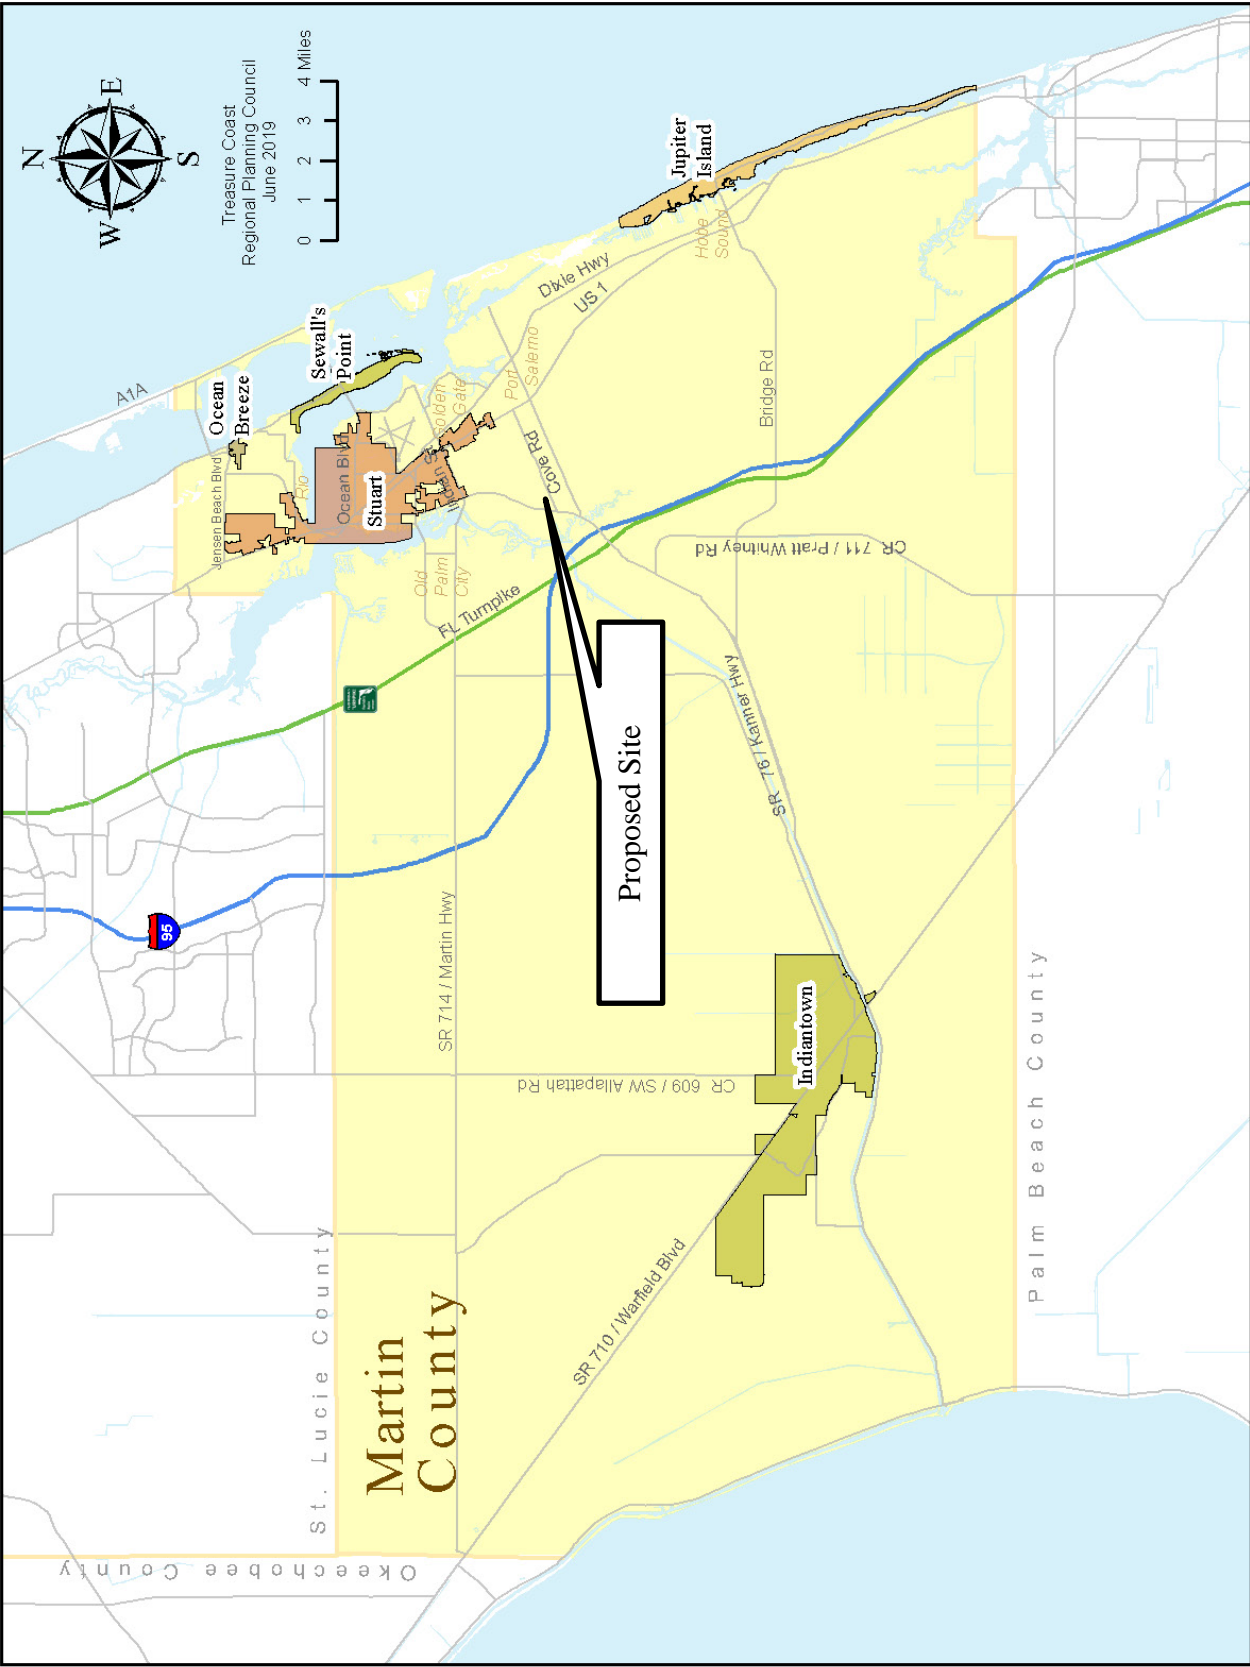 N
W
E
S
Treasure Coast
Regional Planning Council
June 2019
0 1 2 3 4 Miles
A1A
Ocean
Breeze
Sewall's
Point
Jensen Beach Blvd
Rio
Ocean Blvd
Stuart
Indian St
Golden
Gate
Old
Palm
City
Port
Salerno
Dixie Hwy
US 1
Cove Rd
Jupiter
Island
Hobe
Sound
Bridge Rd
FL Turnpike
CR 711 / Pratt Whitney Rd
SR 76 / Kanner Hwy
95
SR 714 / Martin Hwy
Proposed Site
CR 609 / SW Allapattah Rd
Indiantown
SR 710 / Warfield Blvd
Martin
County
St. Lucie County
Okeechobee County
Palm Beach County